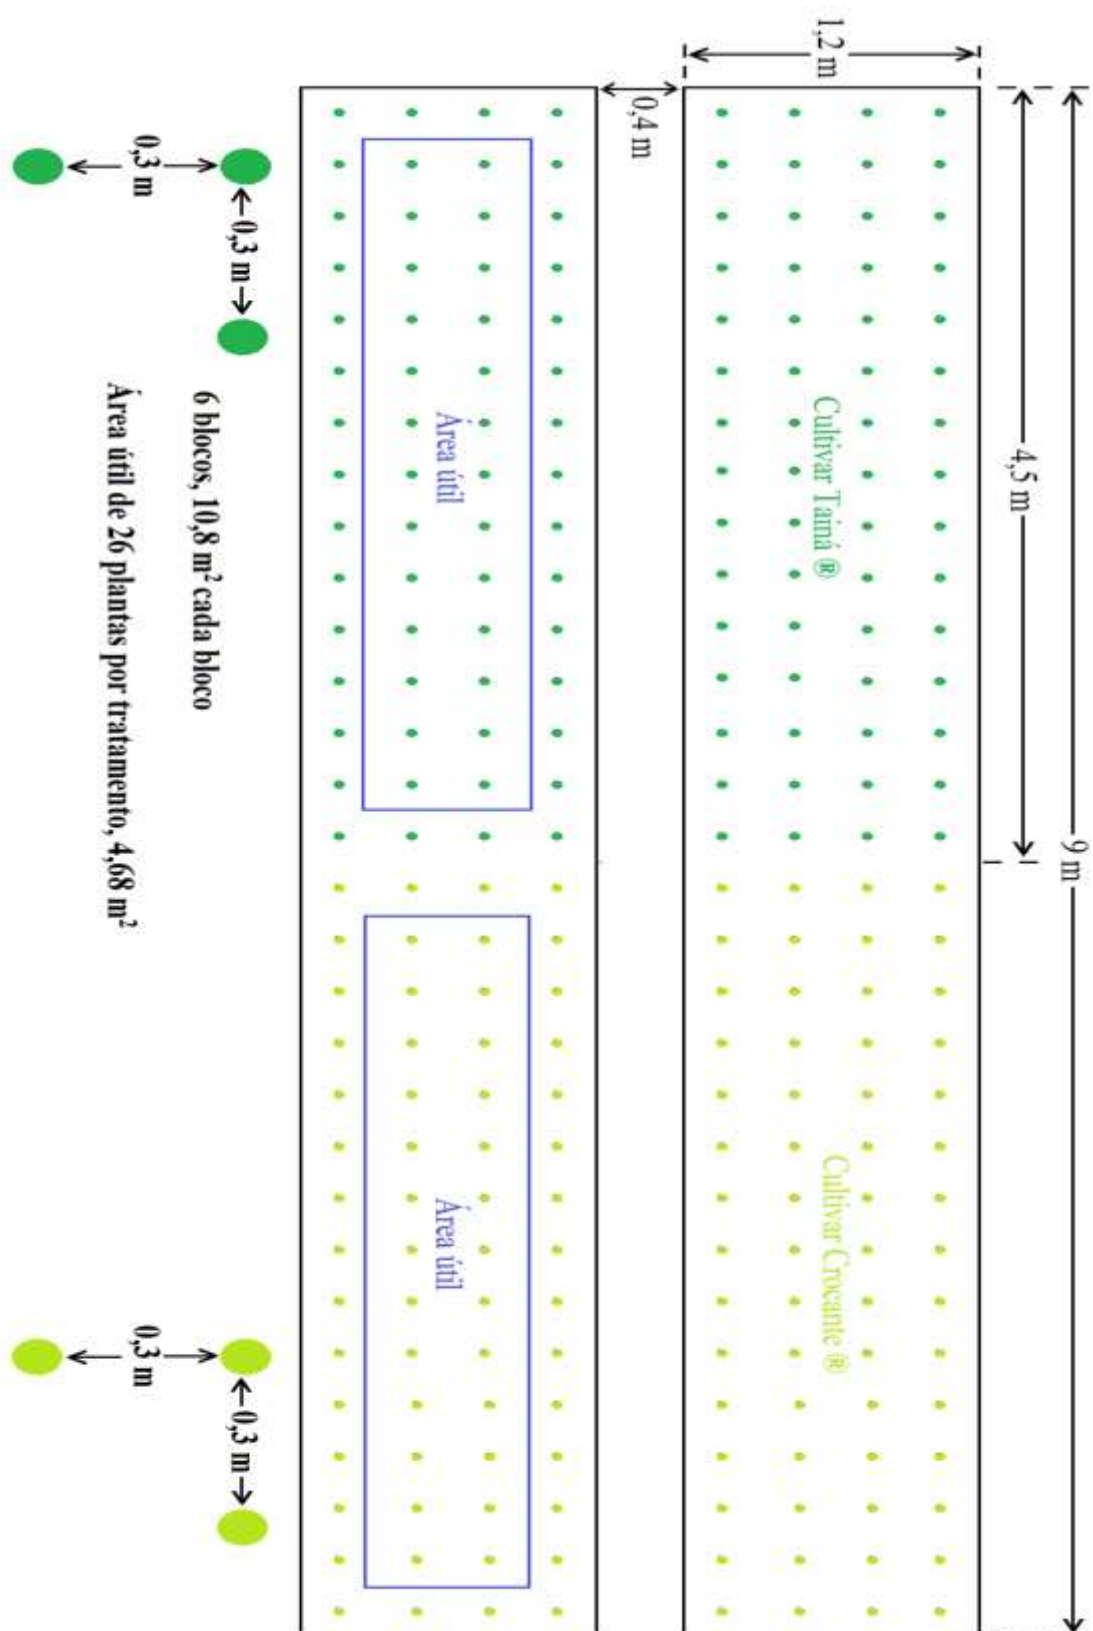 9 m
4,5 m
1,2 m
Cultivar Tainá ®
Cultivar Crocante ®
0,4 m
Área útil
Área útil
0,3 m
0,3 m
0,3 m
0,3 m
6 blocos, 10,8 m² cada bloco
Área útil de 26 plantas por tratamento, 4,68 m²